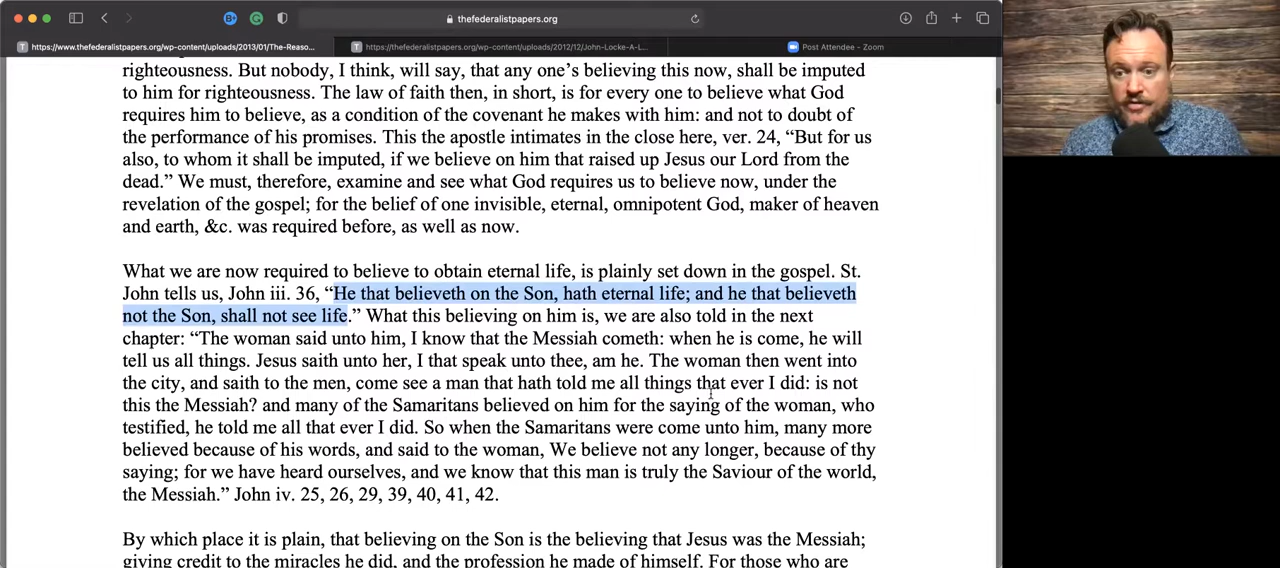 thefederalistpapers.org
https://www.thefederalistpapers.org/wp-content/uploads/2013/01/The-Reaso...
https://thefederalistpapers.org/wp-content/uploads/2012/12/John-Locke-A-L...
Post Attendee - Zoom
righteousness. But nobody, I think, will say, that any one’s believing this now, shall be imputed
to him for righteousness. The law of faith then, in short, is for every one to believe what God
requires him to believe, as a condition of the covenant he makes with him: and not to doubt of
the performance of his promises. This the apostle intimates in the close here, ver. 24, “But for us
also, to whom it shall be imputed, if we believe on him that raised up Jesus our Lord from the
dead.” We must, therefore, examine and see what God requires us to believe now, under the
revelation of the gospel; for the belief of one invisible, eternal, omnipotent God, maker of heaven
and earth, &c. was required before, as well as now.
What we are now required to believe to obtain eternal life, is plainly set down in the gospel. St.
John tells us, John iii. 36, “He that believeth on the Son, hath eternal life; and he that believeth
not the Son, shall not see life.” What this believing on him is, we are also told in the next
chapter: “The woman said unto him, I know that the Messiah cometh: when he is come, he will
tell us all things. Jesus saith unto her, I that speak unto thee, am he. The woman then went into
the city, and saith to the men, come see a man that hath told me all things that ever I did: is not
this the Messiah? and many of the Samaritans believed on him for the saying of the woman, who
testified, he told me all that ever I did. So when the Samaritans were come unto him, many more
believed because of his words, and said to the woman, We believe not any longer, because of thy
saying; for we have heard ourselves, and we know that this man is truly the Saviour of the world,
the Messiah.” John iv. 25, 26, 29, 39, 40, 41, 42.
By which place it is plain, that believing on the Son is the believing that Jesus was the Messiah;
giving credit to the miracles he did, and the profession he made of himself. For those who are